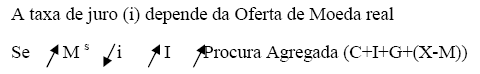 A taxa de juro (i) depende da Oferta de Moeda real
Se ↗M s ↙i ↗I ↗Procura Agregada (C+I+G+(X-M))